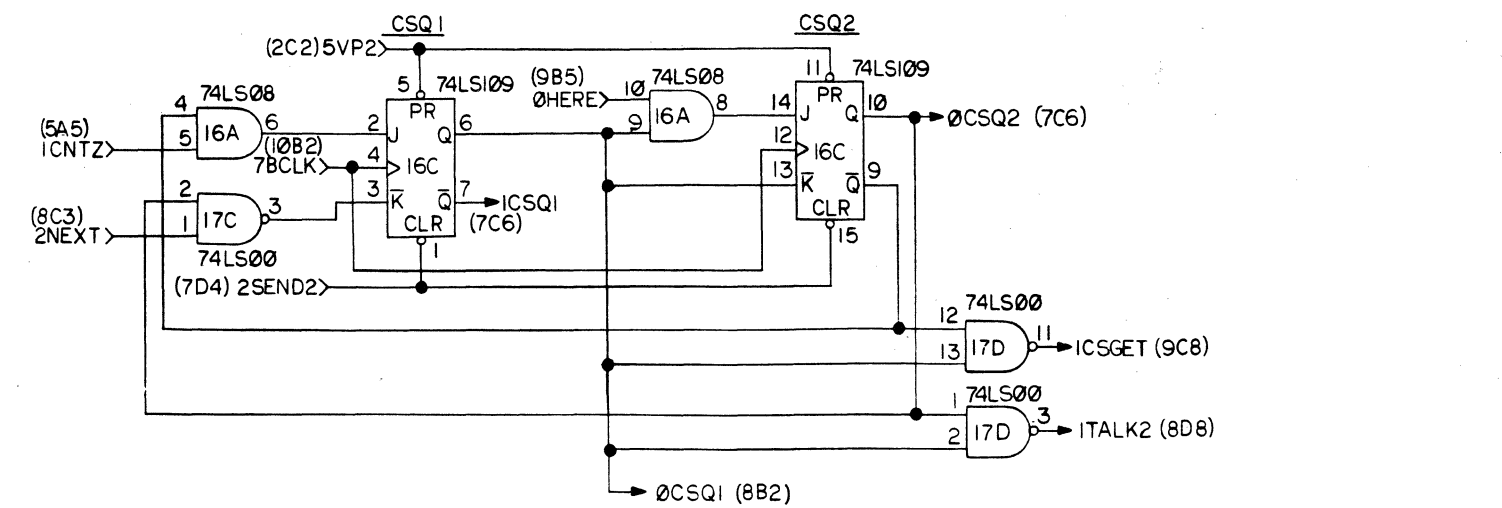 CSQ1
CSQ2
(2C2) 5VP2
11
74LS109
5
74LS109
(9B5)
74LS08
PR
10
0HERE
74LS08
PR
14
J
Q
10
0CSQ2 (7C6)
4
16A
8
(5A5)
1CNTZ
5
16A
6
2
J
Q
6
9
(10B2)
7BCLK
4
16C
12
16C
13
K
Q
9
2
17C
3
3
K
Q
7
1CSQ1
(7C6)
CLR
15
(8C3)
2NEXT
1
CLR
1
74LS00
(7D4) 2SEND2
74LS00
12
17D
11
1CSGET (9C8)
13
74LS00
1
17D
3
1TALK2 (8D8)
2
0CSQ1 (8B2)